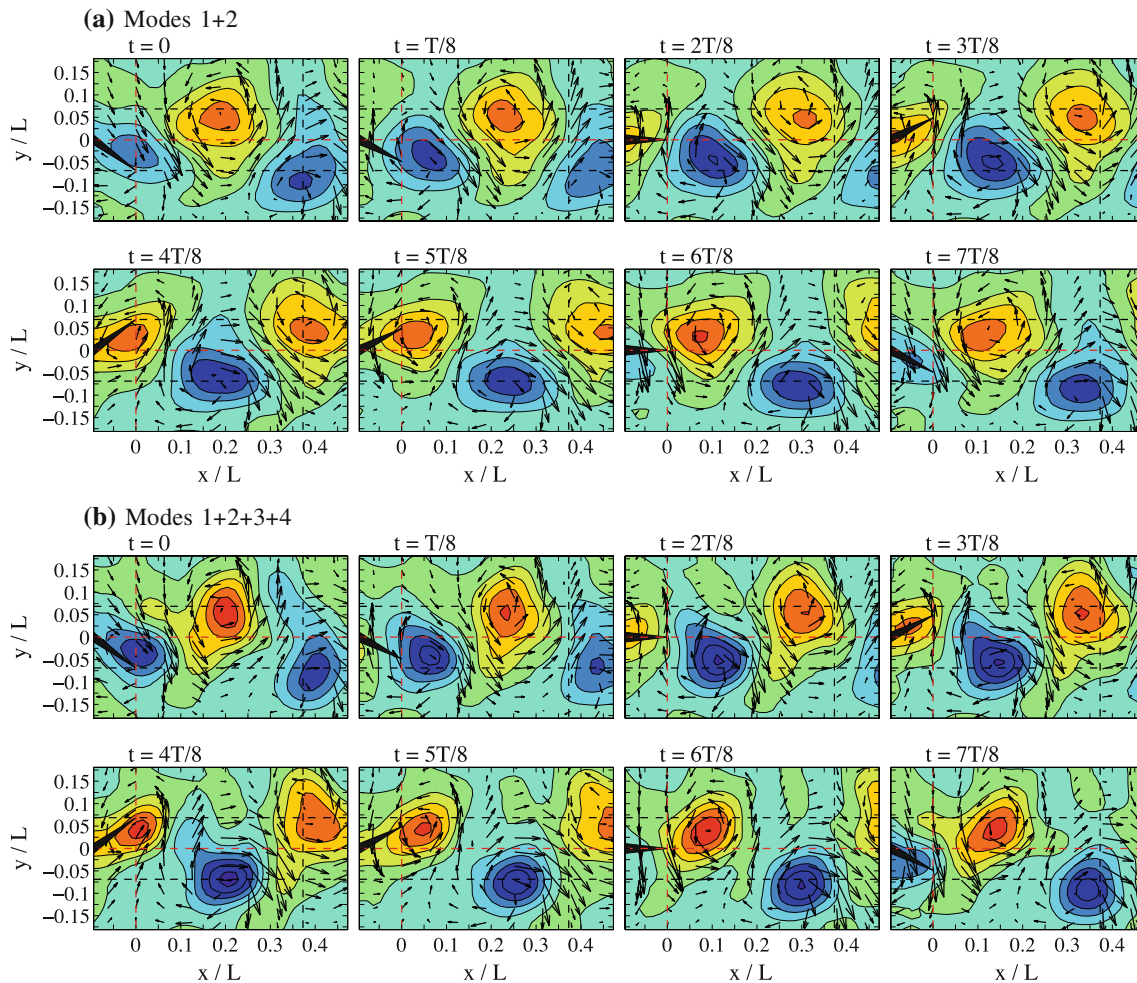 (a) Modes 1+2
t = 0 t = T/8 t = 2T/8 t = 3T/8
y / L
0.1
0.05
0
−0.05
−0.1
−0.15
t = 4T/8 t = 5T/8 t = 6T/8 t = 7T/8
y / L
0.1
0.05
0
−0.05
−0.1
−0.15
0 0.1 0.2 0.3 0.4 0 0.1 0.2 0.3 0.4 0 0.1 0.2 0.3 0.4 0 0.1 0.2 0.3 0.4
x / L x / L x / L x / L
(b) Modes 1+2+3+4
t = 0 t = T/8 t = 2T/8 t = 3T/8
y / L
0.1
0.05
0
−0.05
−0.1
−0.15
t = 4T/8 t = 5T/8 t = 6T/8 t = 7T/8
y / L
0.1
0.05
0
−0.05
−0.1
−0.15
0 0.1 0.2 0.3 0.4 0 0.1 0.2 0.3 0.4 0 0.1 0.2 0.3 0.4 0 0.1 0.2 0.3 0.4
x / L x / L x / L x / L